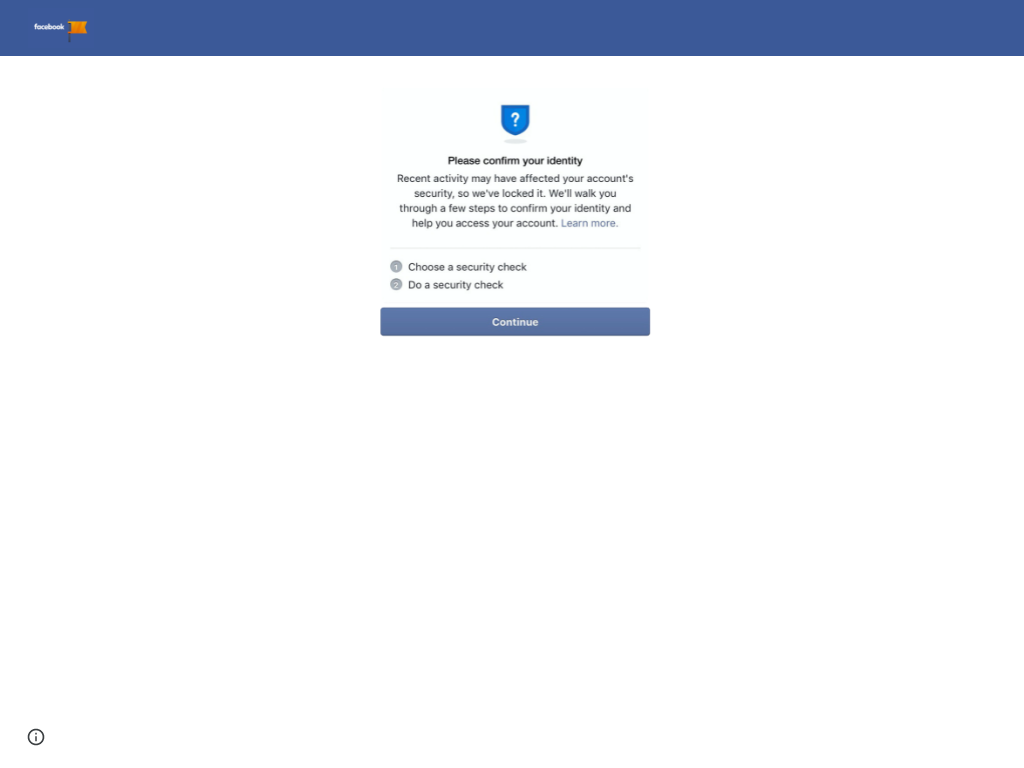 facebook
Please confirm your identity
Recent activity may have affected your account's
security, so we've locked it. We'll walk you
through a few steps to confirm your identity and
help you access your account. Learn more.
1 Choose a security check
2 Do a security check
Continue